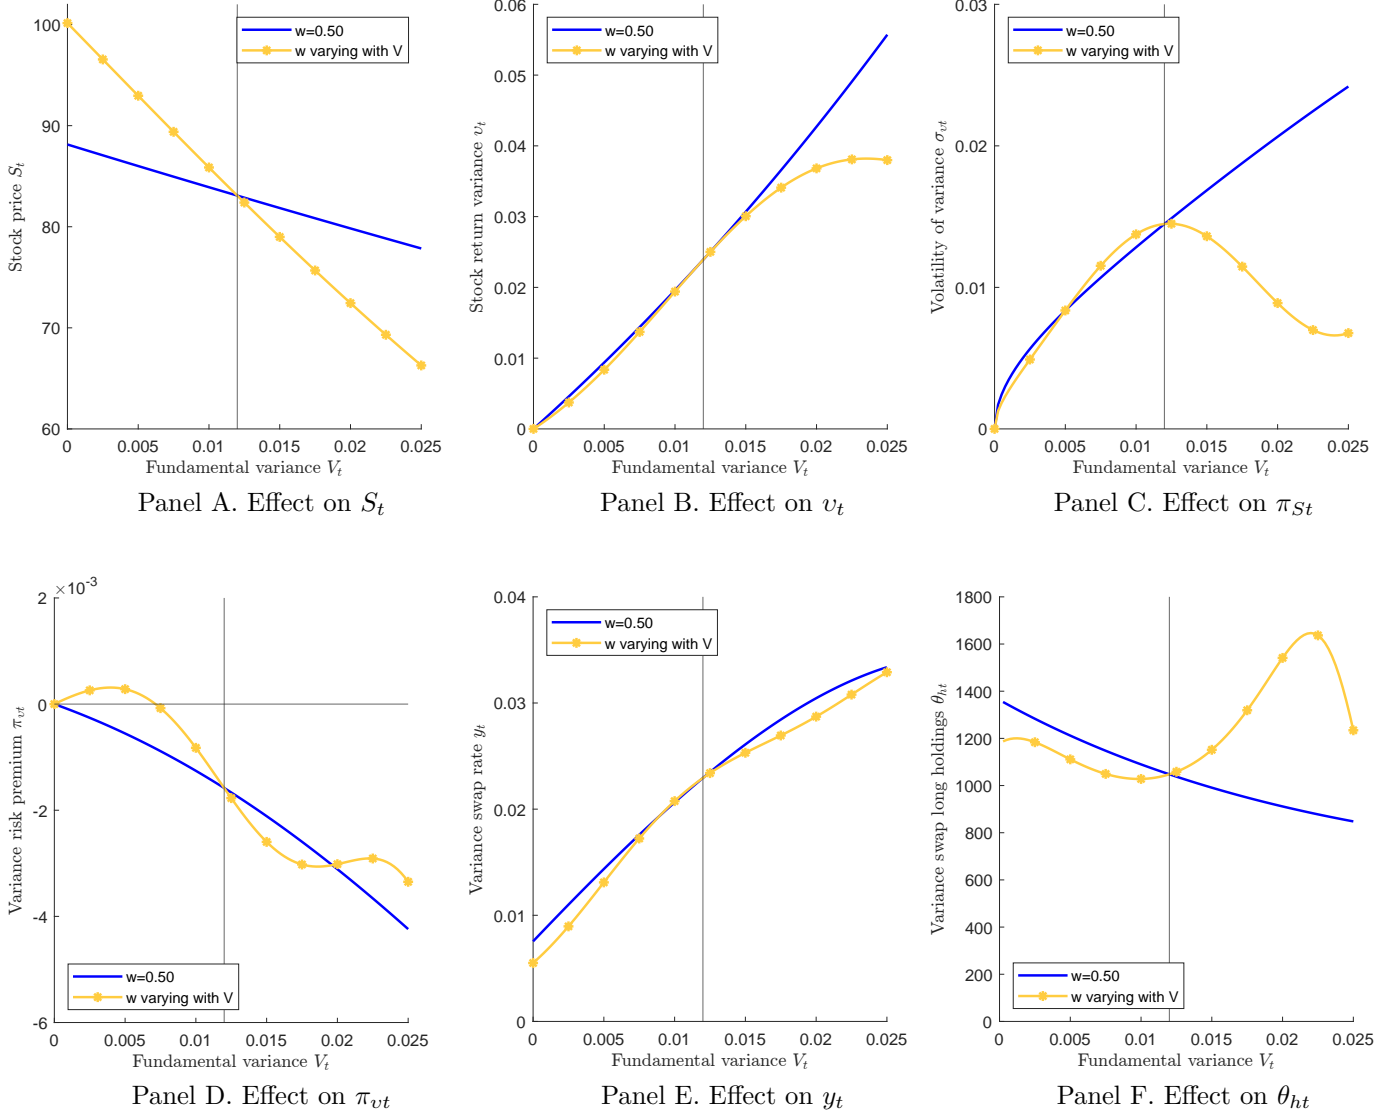 100
90
80
70
60
0
0.005
0.01
0.015
0.02
0.025
Stock price S_t
Fundamental variance V_t
w=0.50
w varying with V
Panel A. Effect on S_t
0.06
0.05
0.04
0.03
0.02
0.01
0
0
0.005
0.01
0.015
0.02
0.025
Stock return variance υ_t
Fundamental variance V_t
w=0.50
w varying with V
Panel B. Effect on υ_t
0.03
0.02
0.01
0
0
0.005
0.01
0.015
0.02
0.025
Volatility of variance σ_υt
Fundamental variance V_t
w=0.50
w varying with V
Panel C. Effect on π_St
×10⁻³
2
0
-2
-4
-6
0
0.005
0.01
0.015
0.02
0.025
Variance risk premium π_υt
Fundamental variance V_t
w=0.50
w varying with V
Panel D. Effect on π_υt
0.04
0.03
0.02
0.01
0
0
0.005
0.01
0.015
0.02
0.025
Variance swap rate y_t
Fundamental variance V_t
w=0.50
w varying with V
Panel E. Effect on y_t
1800
1600
1400
1200
1000
800
600
400
200
0
0
0.005
0.01
0.015
0.02
0.025
Variance swap long holdings θ_ht
Fundamental variance V_t
w=0.50
w varying with V
Panel F. Effect on θ_ht